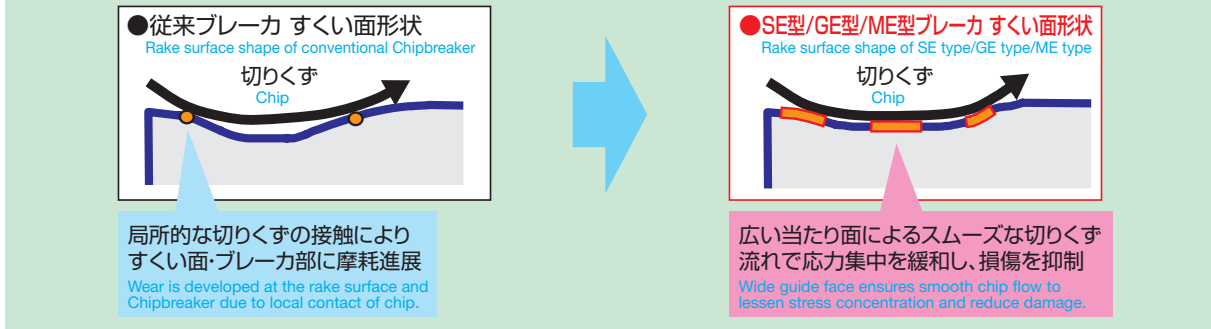 ●従来ブレーカ すくい面形状
Rake surface shape of conventional Chipbreaker
切りくず
Chip
局所的な切りくずの接触により
すくい面・ブレーカ部に摩耗進展
Wear is developed at the rake surface and
Chipbreaker due to local contact of chip.
●SE型/GE型/ME型ブレーカ すくい面形状
Rake surface shape of SE type/GE type/ME type
切りくず
Chip
広い当たり面によるスムーズな切りくず
流れで応力集中を緩和し、損傷を抑制
Wide guide face ensures smooth chip flow to
lessen stress concentration and reduce damage.